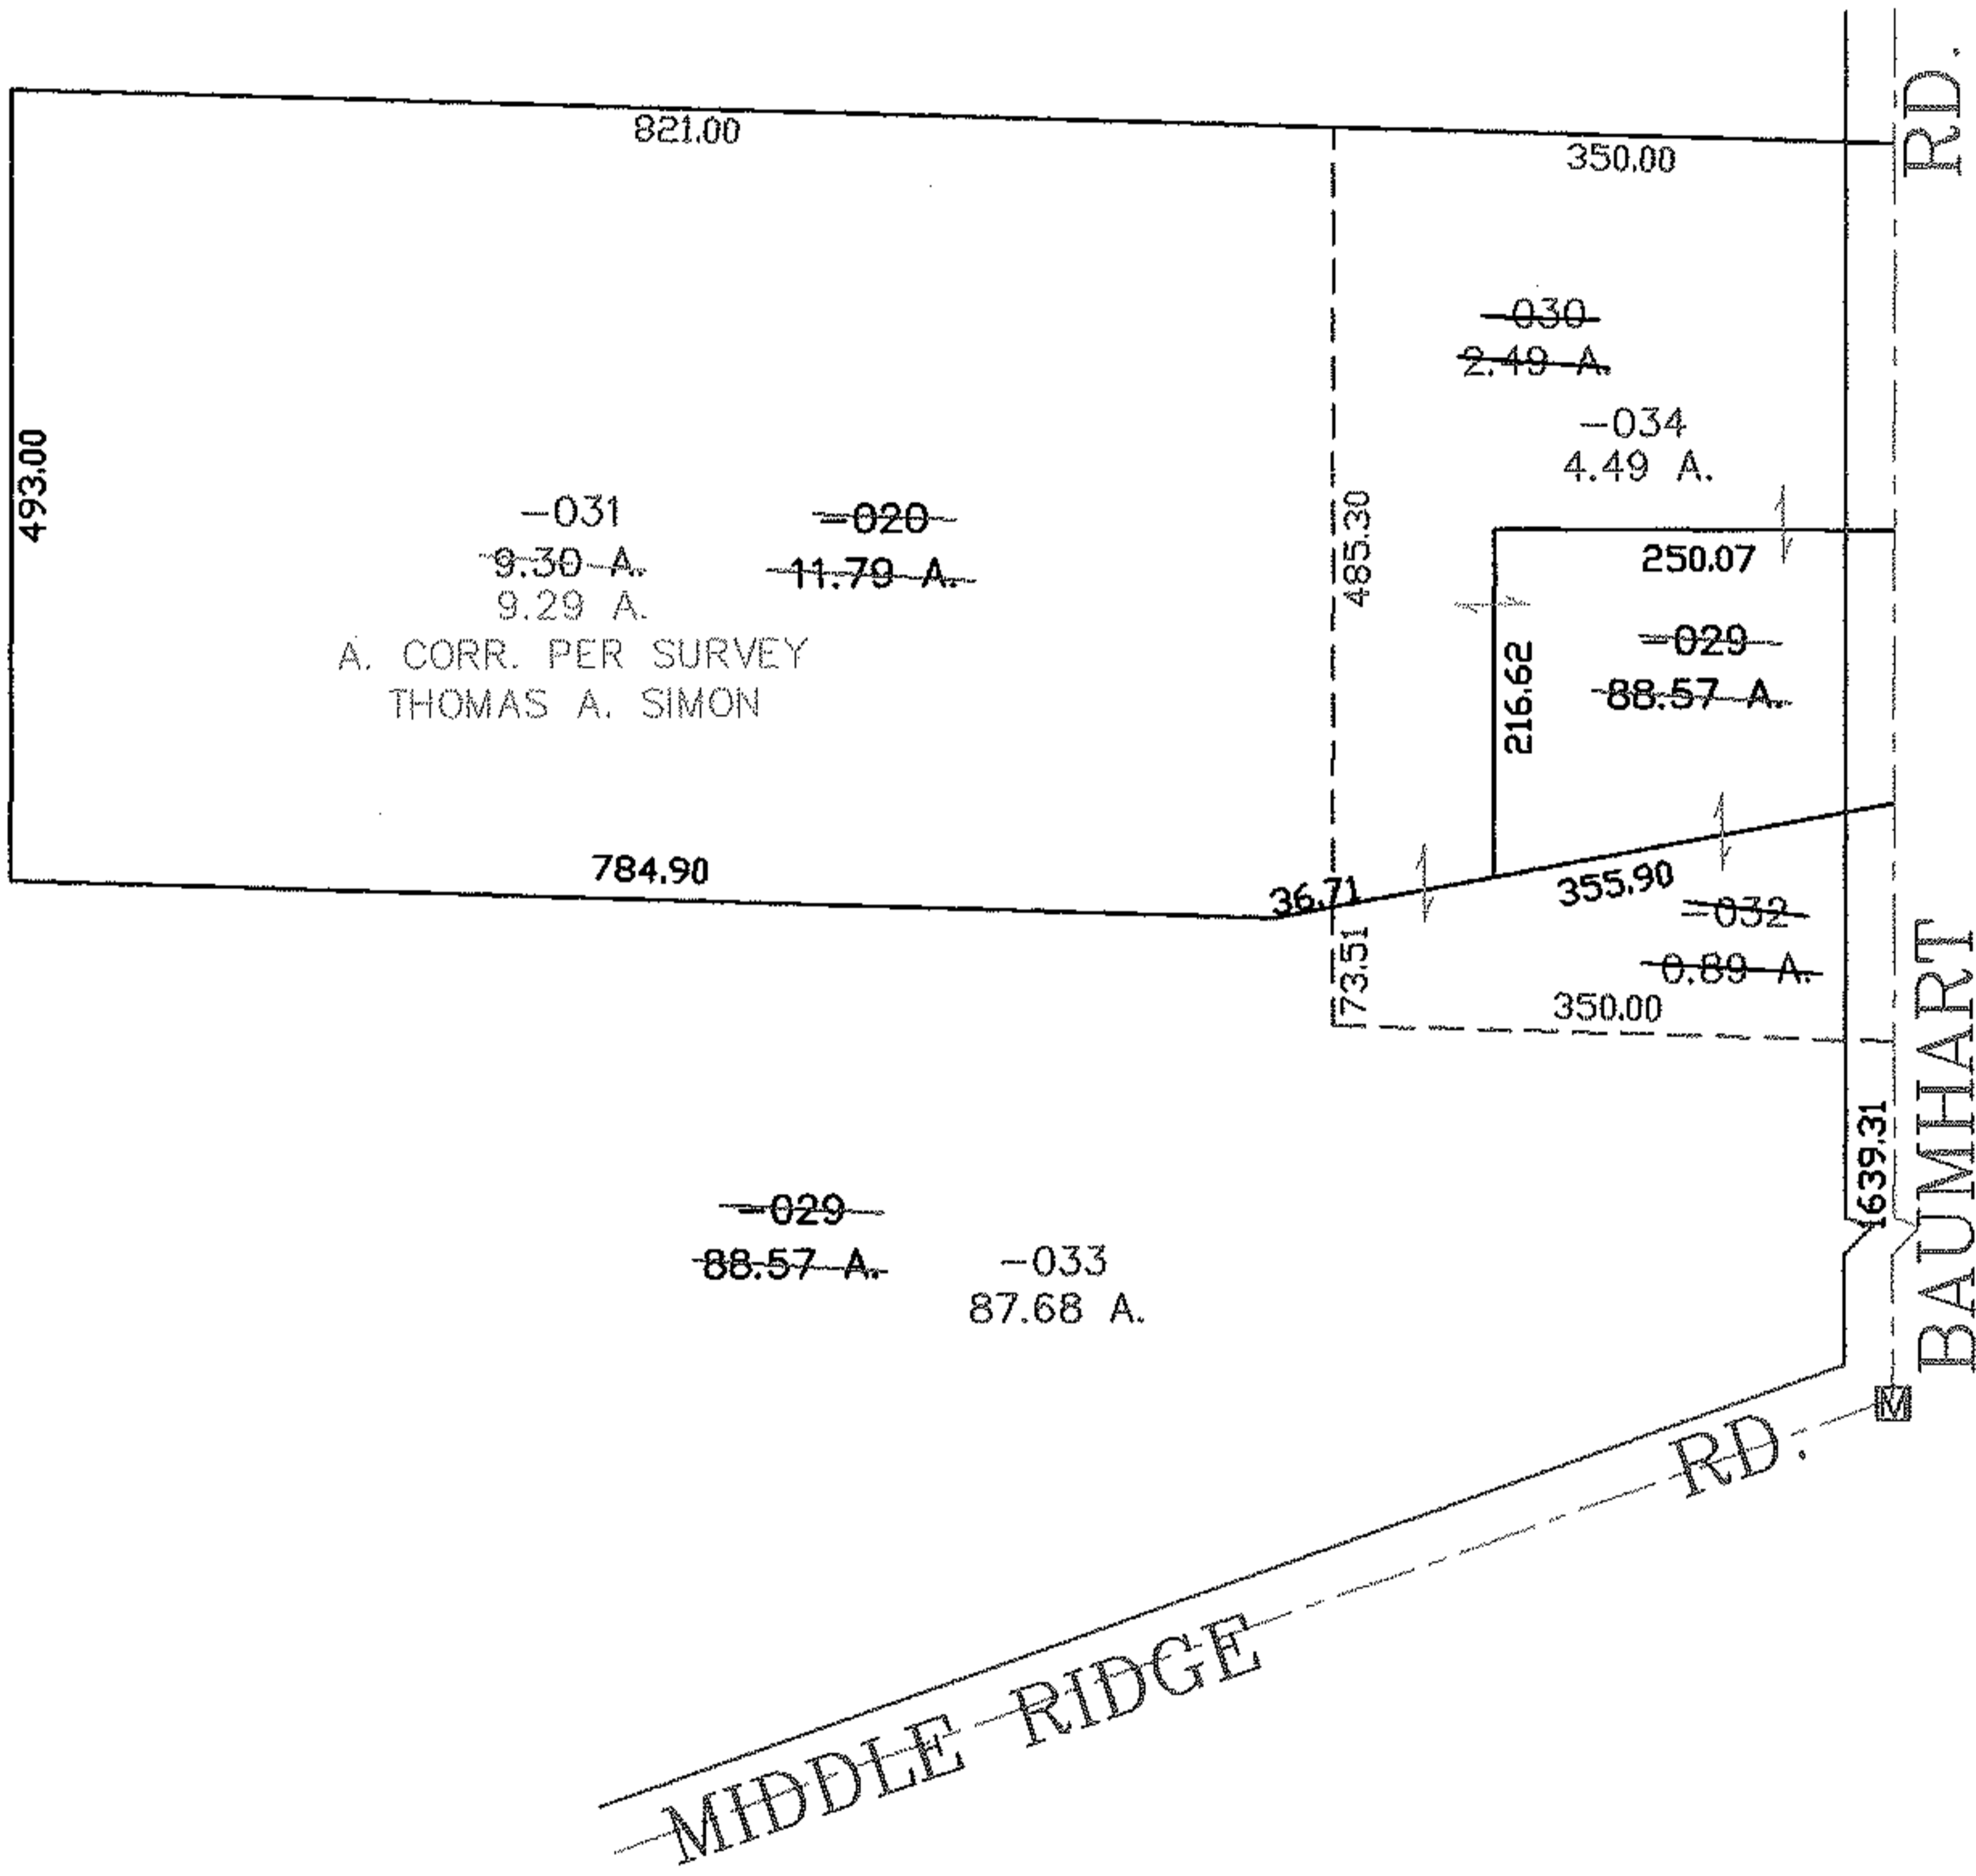 RD.
821.00
350.00
-030
2.49 A.
-034
4.49 A.
493.00
-031
9.30 A.
9.29 A.
A. CORR. PER SURVEY
THOMAS A. SIMON
-020
11.79 A.
485.30
250.07
-029
88.57 A.
216.62
784.90
36.71
355.90
-032
0.89 A.
73.51
350.00
1639.31
BAUMHART
-029
88.57 A.
-033
87.68 A.
M
MIDDLE RIDGE RD.